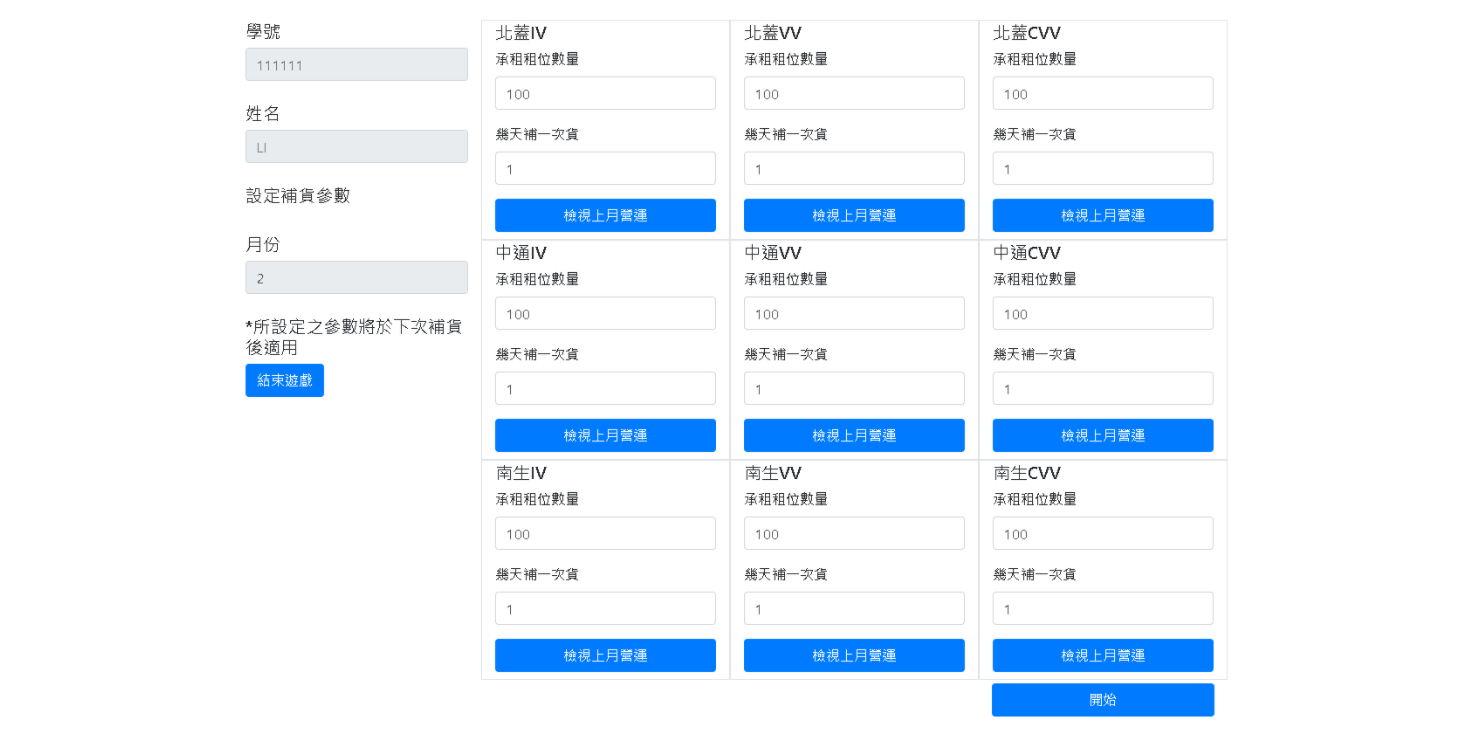 學號
111111
姓名
LI
設定補貨參數
月份
2
*所設定之參數將於下次補貨
後適用
結束遊戲
北蓋IV
承租租位數量
100
幾天補一次貨
1
檢視上月營運
北蓋VV
承租租位數量
100
幾天補一次貨
1
檢視上月營運
北蓋CVV
承租租位數量
100
幾天補一次貨
1
檢視上月營運
中通IV
承租租位數量
100
幾天補一次貨
1
檢視上月營運
中通VV
承租租位數量
100
幾天補一次貨
1
檢視上月營運
中通CVV
承租租位數量
100
幾天補一次貨
1
檢視上月營運
南生IV
承租租位數量
100
幾天補一次貨
1
檢視上月營運
南生VV
承租租位數量
100
幾天補一次貨
1
檢視上月營運
南生CVV
承租租位數量
100
幾天補一次貨
1
檢視上月營運
開始